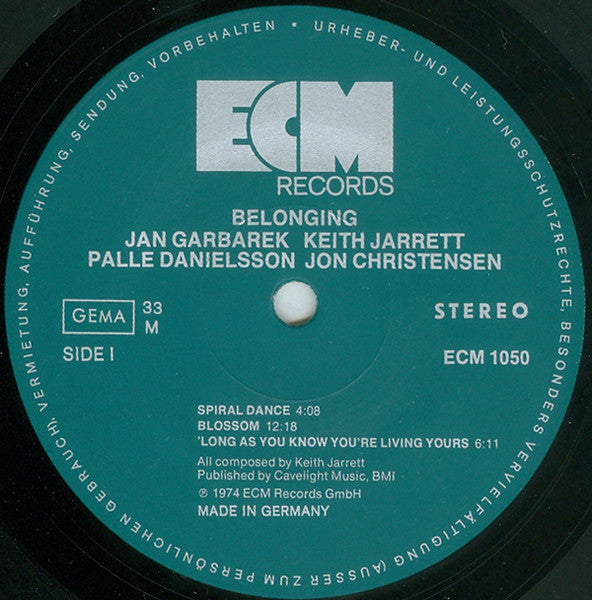 URHEBER- UND LEISTUNGSSCHUTZRECHTE, BESONDERS VERVIELFÄLTIGUNG (AUSSER ZUM PERSÖNLICHEN GEBRAUCH), VERMIETUNG, AUFFÜHRUNG, SENDUNG, VORBEHALTEN •
ECM
RECORDS
BELONGING
JAN GARBAREK KEITH JARRETT
PALLE DANIELSSON JON CHRISTENSEN
GEMA 33 M
STEREO
SIDE I
ECM 1050
SPIRAL DANCE 4:08
BLOSSOM 12:18
'LONG AS YOU KNOW YOU'RE LIVING YOURS 6:11
All composed by Keith Jarrett
Published by Cavelight Music, BMI
℗ 1974 ECM Records GmbH
MADE IN GERMANY